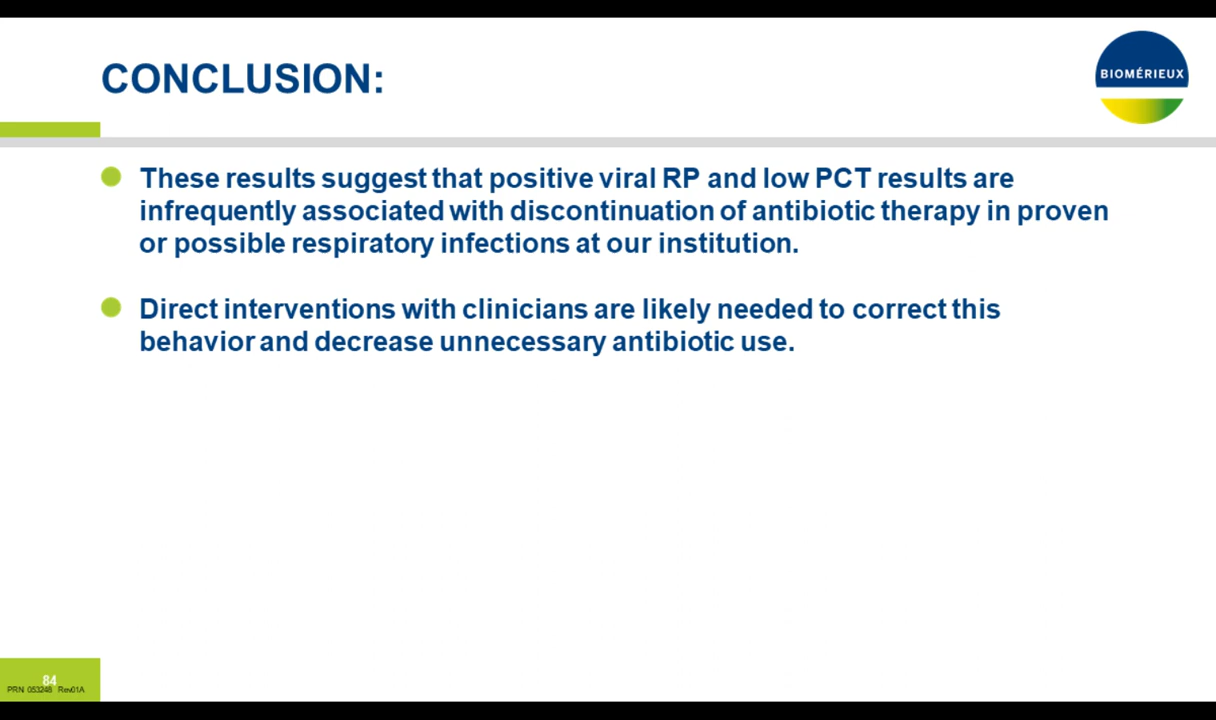 CONCLUSION:
BIOMÉRIEUX
These results suggest that positive viral RP and low PCT results are
infrequently associated with discontinuation of antibiotic therapy in proven
or possible respiratory infections at our institution.
Direct interventions with clinicians are likely needed to correct this
behavior and decrease unnecessary antibiotic use.
84
PRN 053248 Rev01A